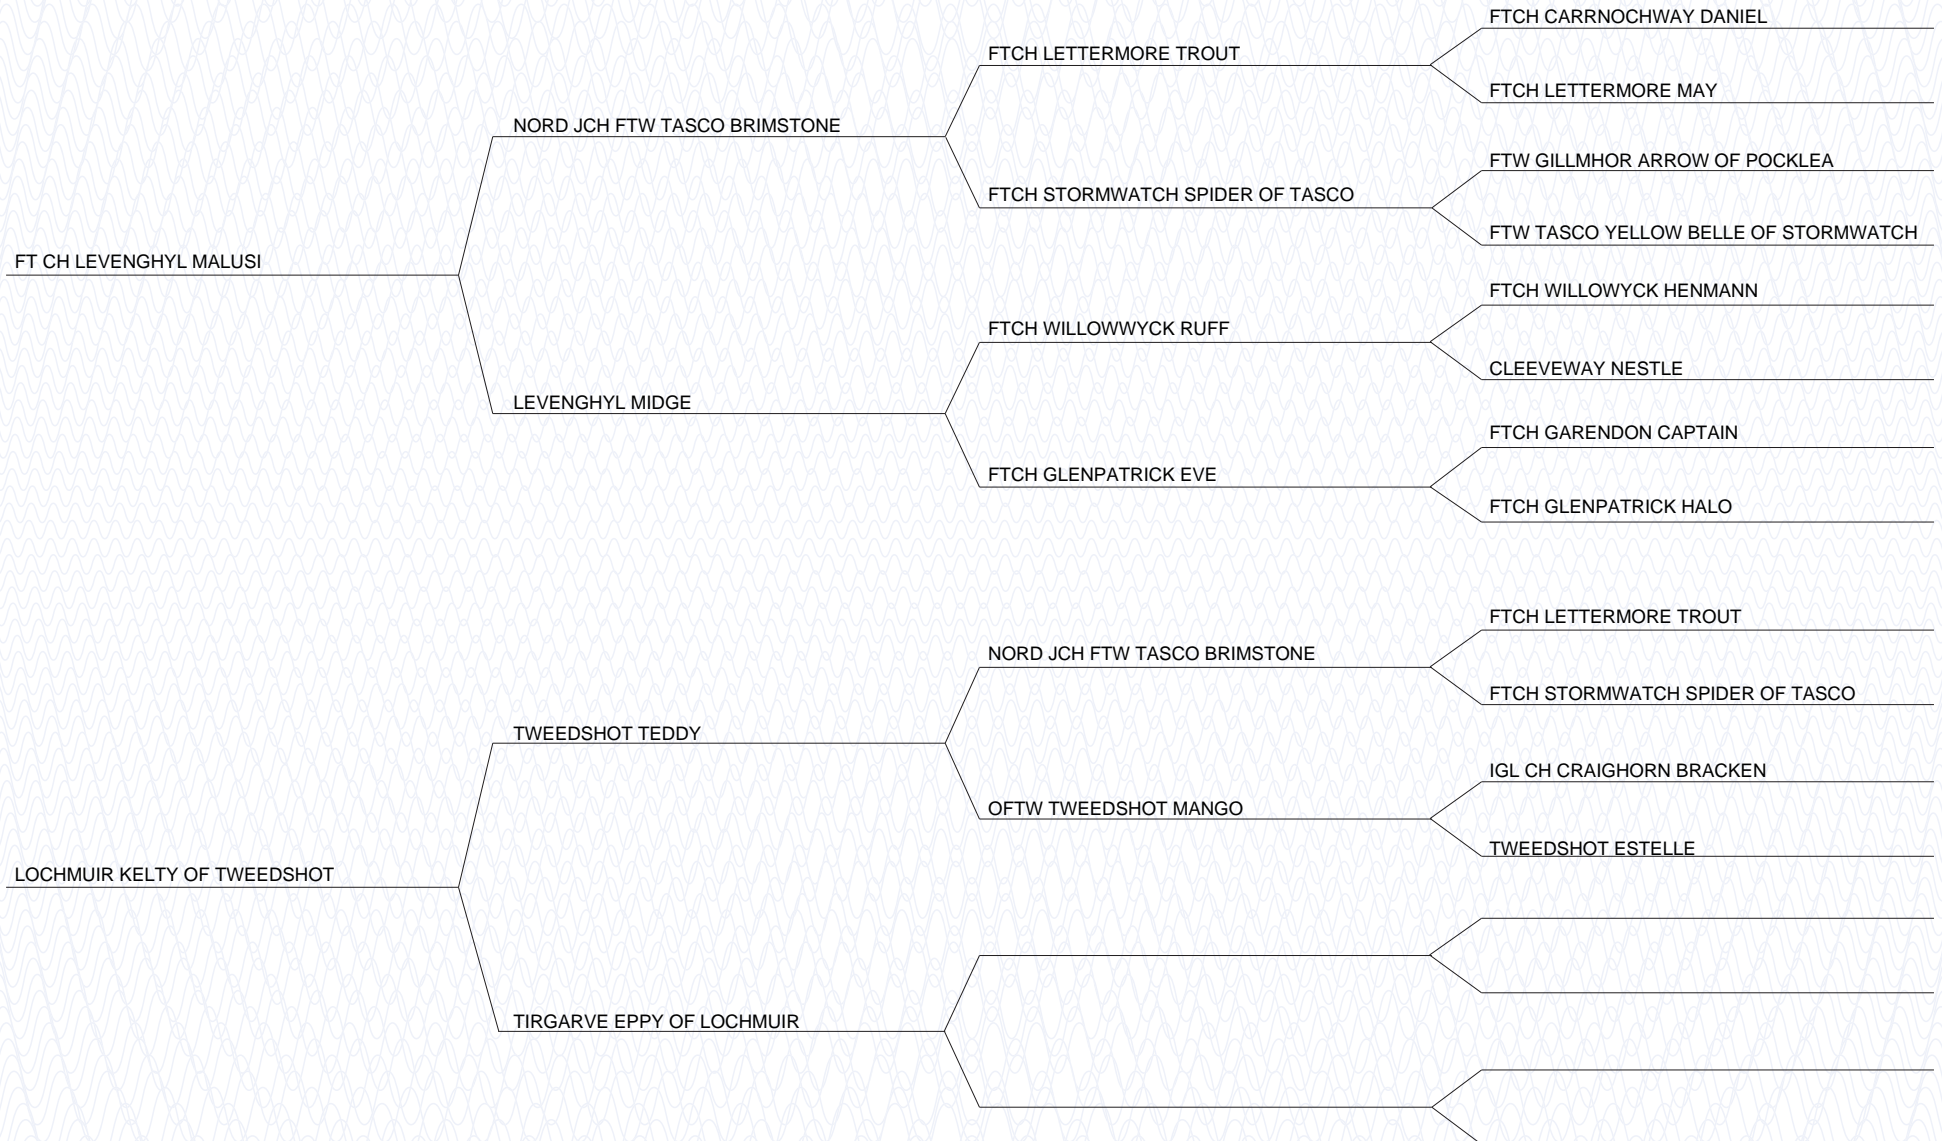 FTCH CARRNOCHWAY DANIEL
FTCH LETTERMORE TROUT
FTCH LETTERMORE MAY
NORD JCH FTW TASCO BRIMSTONE
FTW GILLMHOR ARROW OF POCKLEA
FTCH STORMWATCH SPIDER OF TASCO
FTW TASCO YELLOW BELLE OF STORMWATCH
FT CH LEVENGHYL MALUSI
FTCH WILLOWYCK HENMANN
FTCH WILLOWWYCK RUFF
CLEEVEWAY NESTLE
LEVENGHYL MIDGE
FTCH GARENDON CAPTAIN
FTCH GLENPATRICK EVE
FTCH GLENPATRICK HALO
FTCH LETTERMORE TROUT
NORD JCH FTW TASCO BRIMSTONE
FTCH STORMWATCH SPIDER OF TASCO
TWEEDSHOT TEDDY
IGL CH CRAIGHORN BRACKEN
OFTW TWEEDSHOT MANGO
TWEEDSHOT ESTELLE
LOCHMUIR KELTY OF TWEEDSHOT
TIRGARVE EPPY OF LOCHMUIR